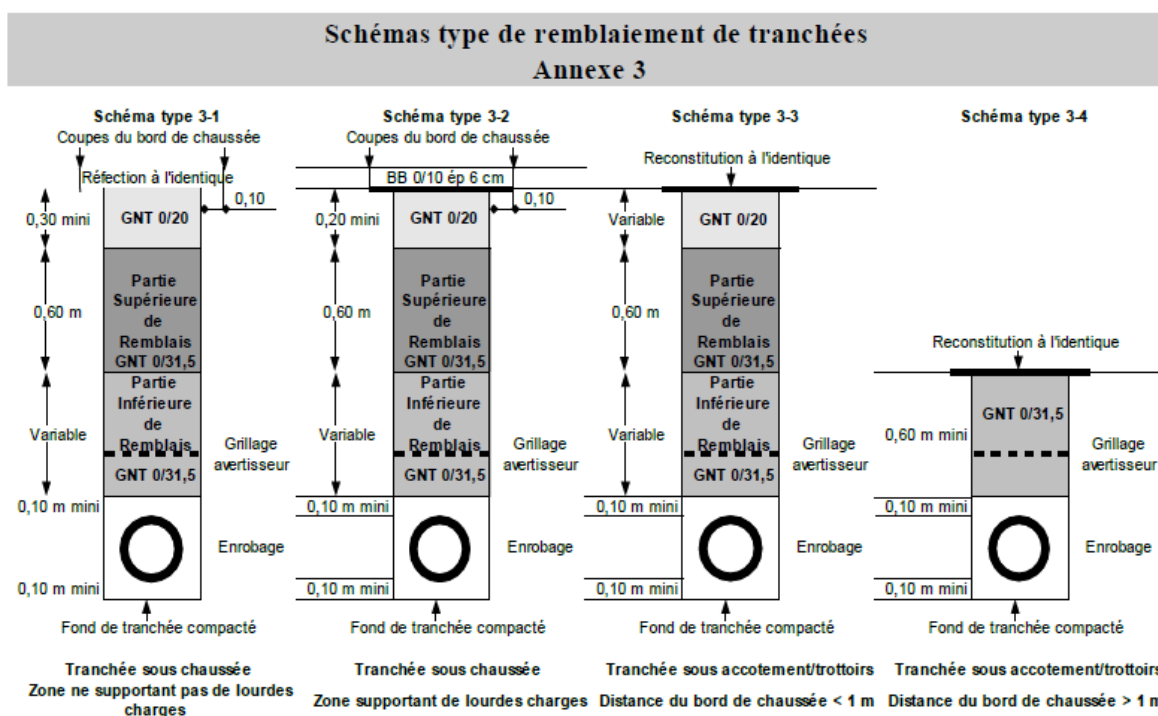 Schémas type de remblaiement de tranchées
Annexe 3
Schéma type 3-1
Coupes du bord de chaussée
Réfection à l'identique
0,10
0,30 mini
GNT 0/20
0,60 m
Partie
Supérieure
de
Remblais
GNT 0/31,5
Variable
Partie
Inférieure
de
Remblais
GNT 0/31,5
Grillage
avertisseur
0,10 m mini
Enrobage
0,10 m mini
Fond de tranchée compacté
Tranchée sous chaussée
Zone ne supportant pas de lourdes
charges
Schéma type 3-2
Coupes du bord de chaussée
BB 0/10 ép 6 cm
0,10
0,20 mini
GNT 0/20
0,60 m
Partie
Supérieure
de
Remblais
GNT 0/31,5
Variable
Partie
Inférieure
de
Remblais
GNT 0/31,5
Grillage
avertisseur
0,10 m mini
Enrobage
0,10 m mini
Fond de tranchée compacté
Tranchée sous chaussée
Zone supportant de lourdes charges
Schéma type 3-3
Reconstitution à l'identique
Variable
GNT 0/20
0,60 m
Partie
Supérieure
de
Remblais
GNT 0/31,5
Variable
Partie
Inférieure
de
Remblais
GNT 0/31,5
Grillage
avertisseur
0,10 m mini
Enrobage
0,10 m mini
Fond de tranchée compacté
Tranchée sous accotement/trottoirs
Distance du bord de chaussée < 1 m
Schéma type 3-4
Reconstitution à l'identique
GNT 0/31,5
0,60 m mini
Grillage
avertisseur
0,10 m mini
Enrobage
0,10 m mini
Fond de tranchée compacté
Tranchée sous accotement/trottoirs
Distance du bord de chaussée > 1 m